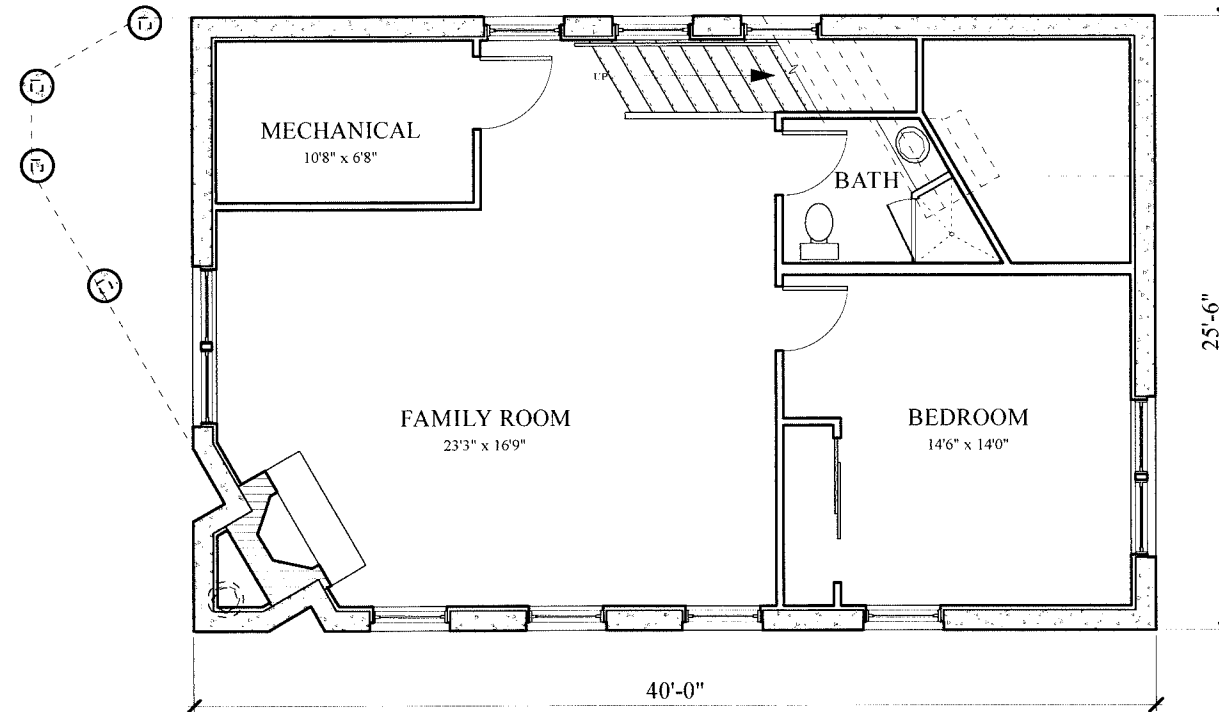 UP
MECHANICAL
10'8" x 6'8"
BATH
25'-6"
FAMILY ROOM
23'3" x 16'9"
BEDROOM
14'6" x 14'0"
40'-0"